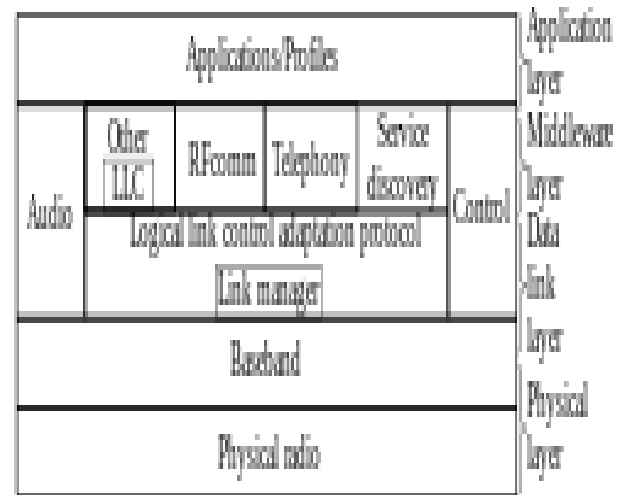 Applications/Profiles
Application
layer
Audio
Other
LLC
RFcomm
Telephony
Service
discovery
Control
Middleware
layer
Logical link control adaptation protocol
Link manager
Data
link
layer
Baseband
Physical radio
Physical
layer